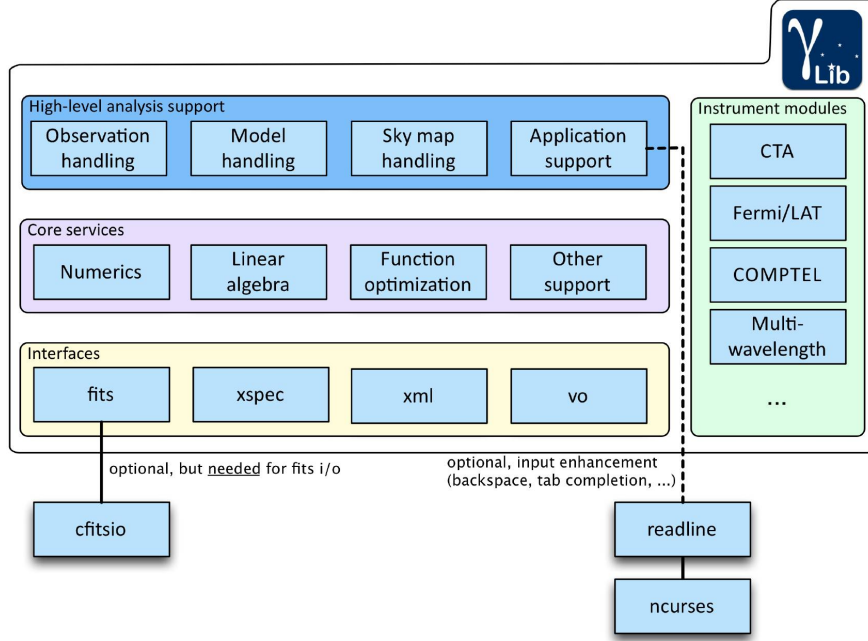 γ
Lib
High-level analysis support
Observation
handling
Model
handling
Sky map
handling
Application
support
Core services
Numerics
Linear
algebra
Function
optimization
Other
support
Interfaces
fits
xspec
xml
vo
Instrument modules
CTA
Fermi/LAT
COMPTEL
Multi-
wavelength
...
optional, but needed for fits i/o
optional, input enhancement
(backspace, tab completion, ...)
cfitsio
readline
ncurses